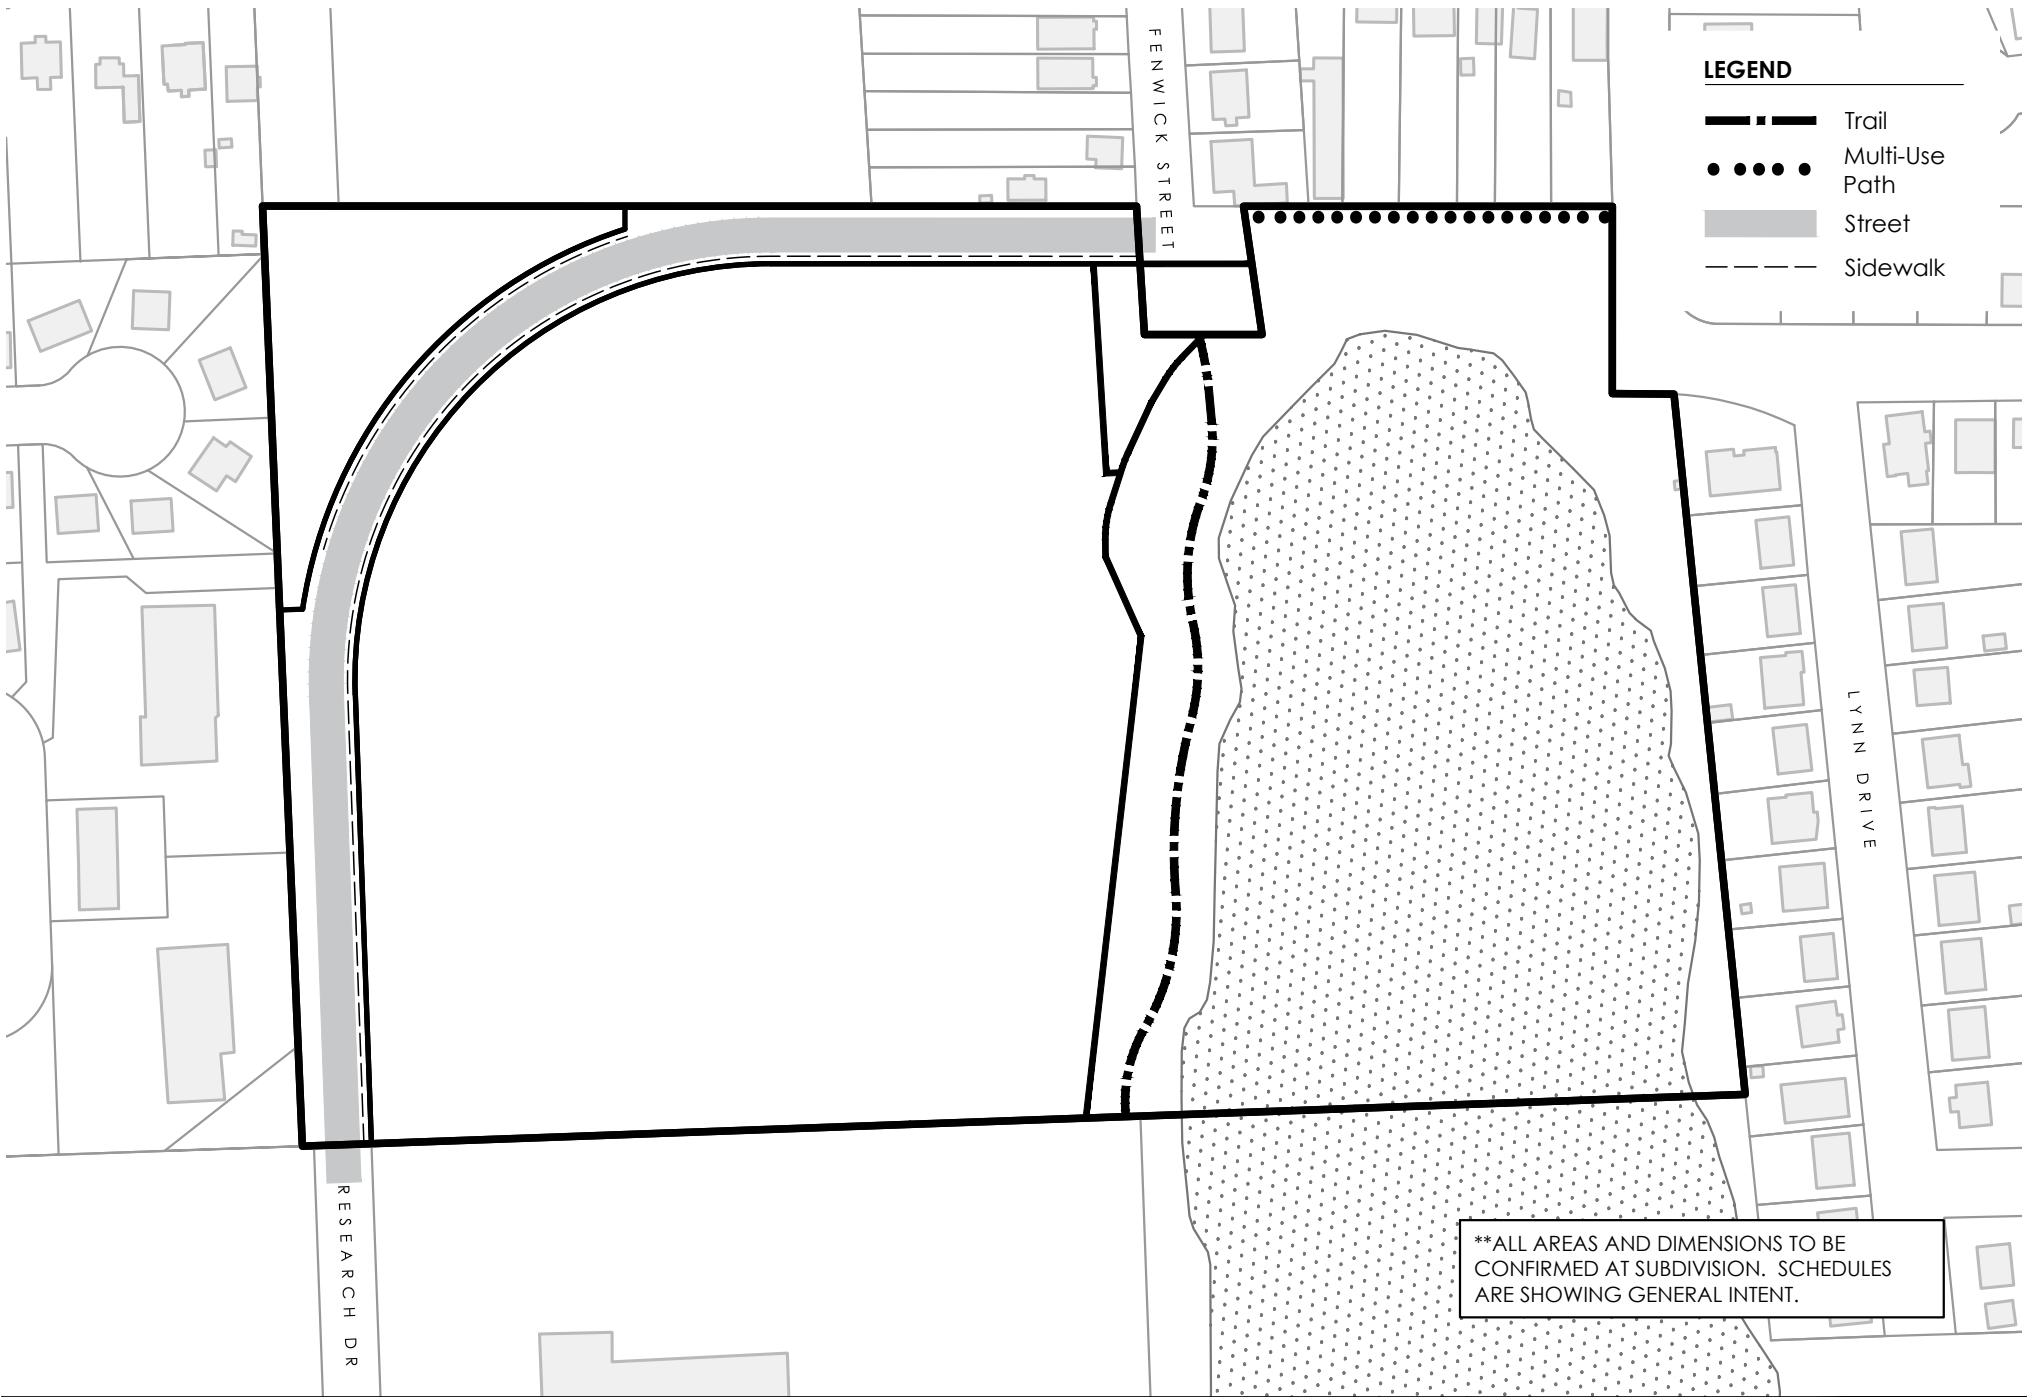 FENWICK STREET
LEGEND
Trail
Multi-Use
Path
Street
Sidewalk
LYNN DRIVE
RESEARCH DR
**ALL AREAS AND DIMENSIONS TO BE
CONFIRMED AT SUBDIVISION. SCHEDULES
ARE SHOWING GENERAL INTENT.